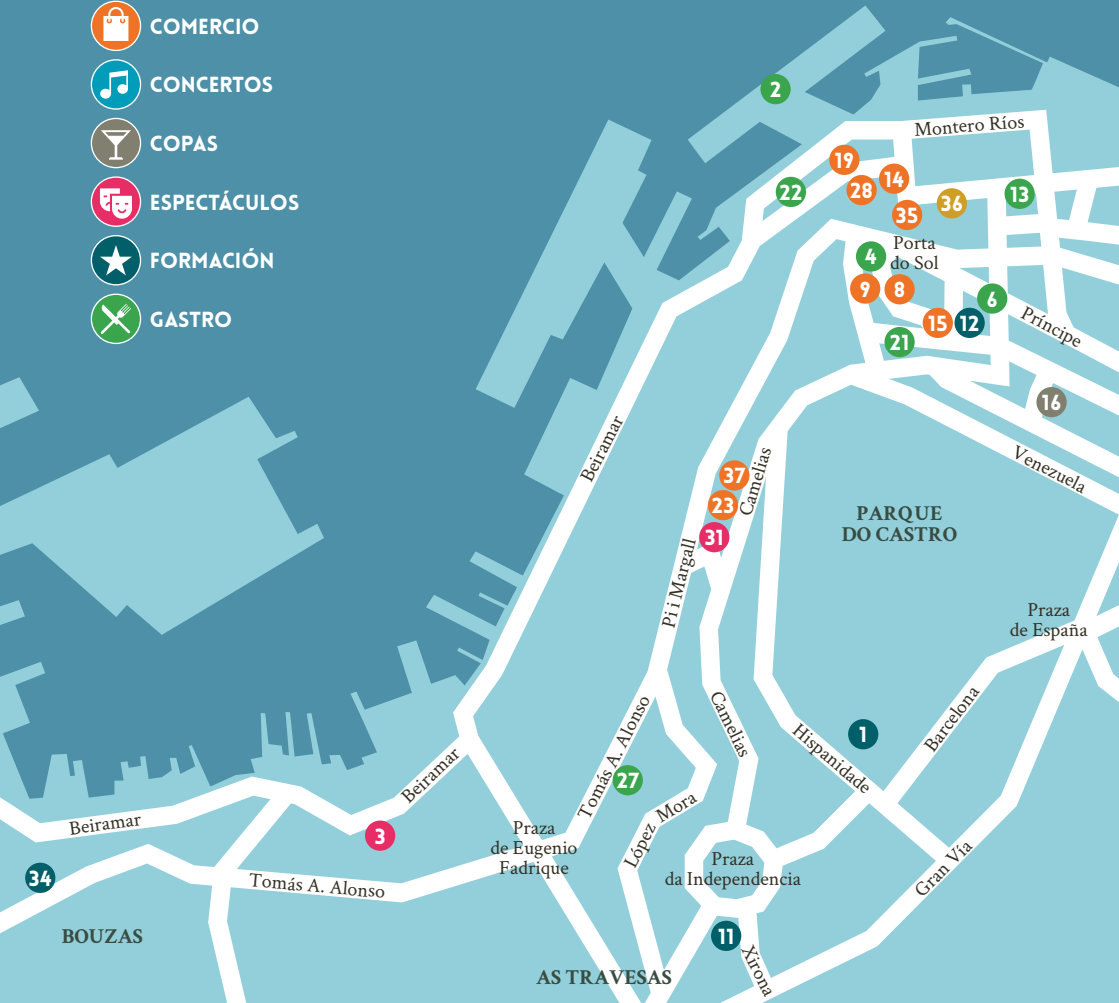 COMERCIO
CONCERTOS
COPAS
ESPECTÁCULOS
FORMACIÓN
GASTRO
2
Montero Ríos
19
28
14
22
35
36
13
Porta
do Sol
4
9
8
6
15
12
Príncipe
21
16
Venezuela
Beiramar
37
Camelias
23
31
PARQUE
DO CASTRO
Pi i Margall
Praza
de España
Camelias
Tomás A. Alonso
1
Hispanidade
Barcelona
27
López Mora
Beiramar
Beiramar
3
Praza
de Eugenio
Fadrique
Praza
da Independencia
Gran Vía
34
Tomás A. Alonso
BOUZAS
11
Xirona
AS TRAVESAS